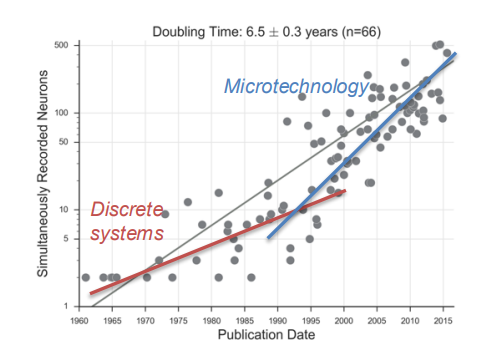 Doubling Time: 6.5 ± 0.3 years (n=66)
500
Microtechnology
100
50
Discrete
systems
10
5
1
Simultaneously Recorded Neurons
1960 1965 1970 1975 1980 1985 1990 1995 2000 2005 2010 2015
Publication Date